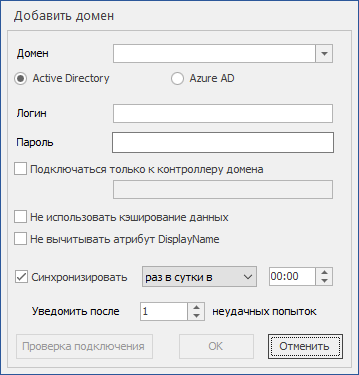 Добавить домен
Домен
Active Directory Azure AD
Логин
Пароль
Подключаться только к контроллеру домена
Не использовать кэширование данных
Не вычитывать атрибут DisplayName
Синхронизировать раз в сутки в 00:00
Уведомить после 1 неудачных попыток
Проверка подключения OK Отменить